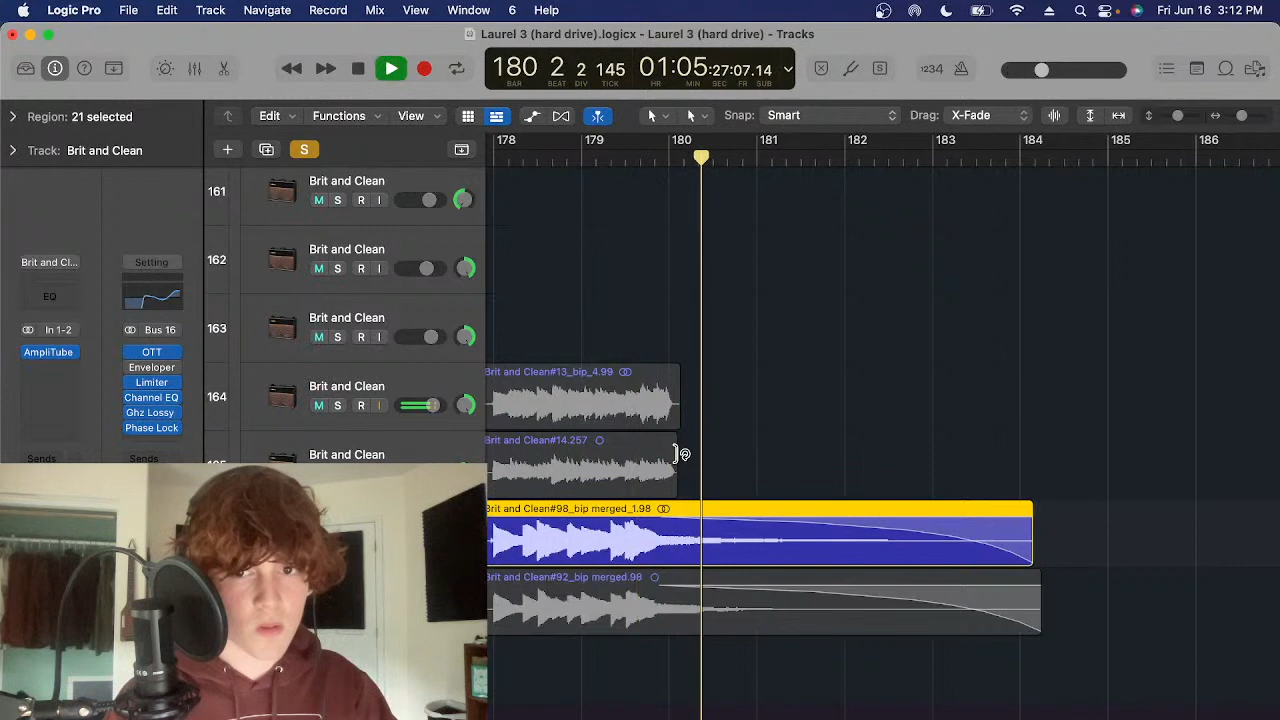 Logic Pro File Edit Track Navigate Record Mix View Window 6 Help Fri Jun 16 3:12 PM
Laurel 3 (hard drive).logicx - Laurel 3 (hard drive) - Tracks
180 2 2 145 01:05:27:07.14
BAR BEAT DIV TICK HR MIN SEC FR SUB
1234
Region: 21 selected
Edit Functions View Snap: Smart Drag: X-Fade
Track: Brit and Clean
S
178 179 180 181 182 183 184 185 186
161 Brit and Clean
M S R I
162 Brit and Clean
M S R I
163 Brit and Clean
M S R I
164 Brit and Clean
M S R I
Brit and Clean
Brit and Cl... Setting
EQ
In 1-2 Bus 16
AmpliTube OTT
Enveloper
Limiter
Channel EQ
Ghz Lossy
Phase Lock
Sends Sends
Brit and Clean#13_bip_4.99
Brit and Clean#14.257
Brit and Clean#98_bip merged_1.98
Brit and Clean#92_bip merged.98